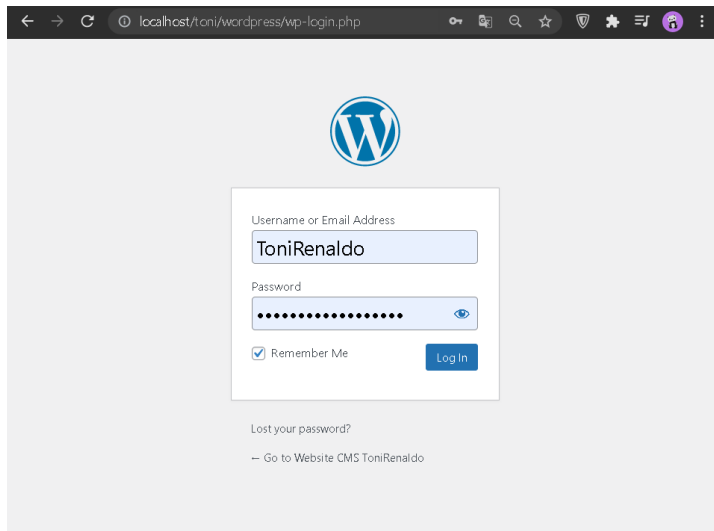 localhost/toni/wordpress/wp-login.php
Username or Email Address
ToniRenaldo
Password
••••••••••••••••••
Remember Me
Log In
Lost your password?
← Go to Website CMS ToniRenaldo